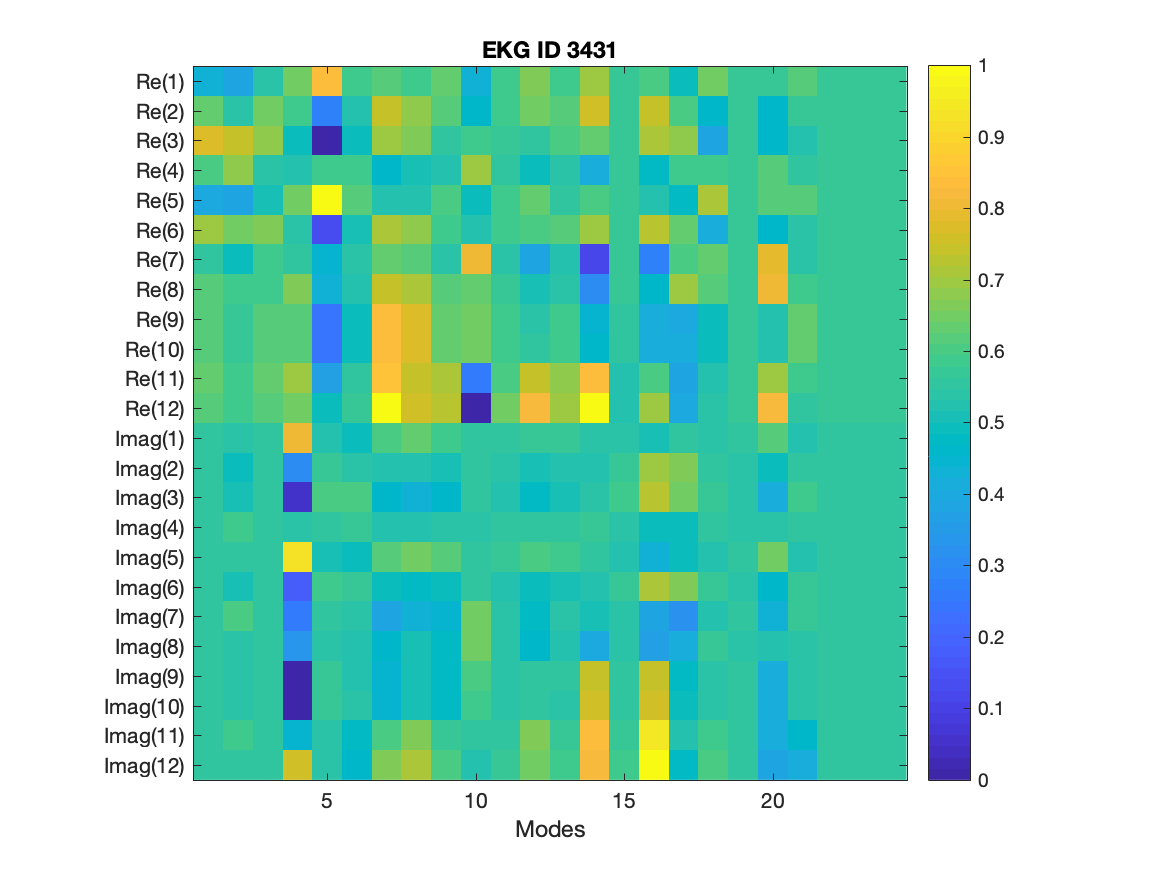 EKG ID 3431
Re(1)
Re(2)
Re(3)
Re(4)
Re(5)
Re(6)
Re(7)
Re(8)
Re(9)
Re(10)
Re(11)
Re(12)
Imag(1)
Imag(2)
Imag(3)
Imag(4)
Imag(5)
Imag(6)
Imag(7)
Imag(8)
Imag(9)
Imag(10)
Imag(11)
Imag(12)
5 10 15 20
Modes
1
0.9
0.8
0.7
0.6
0.5
0.4
0.3
0.2
0.1
0